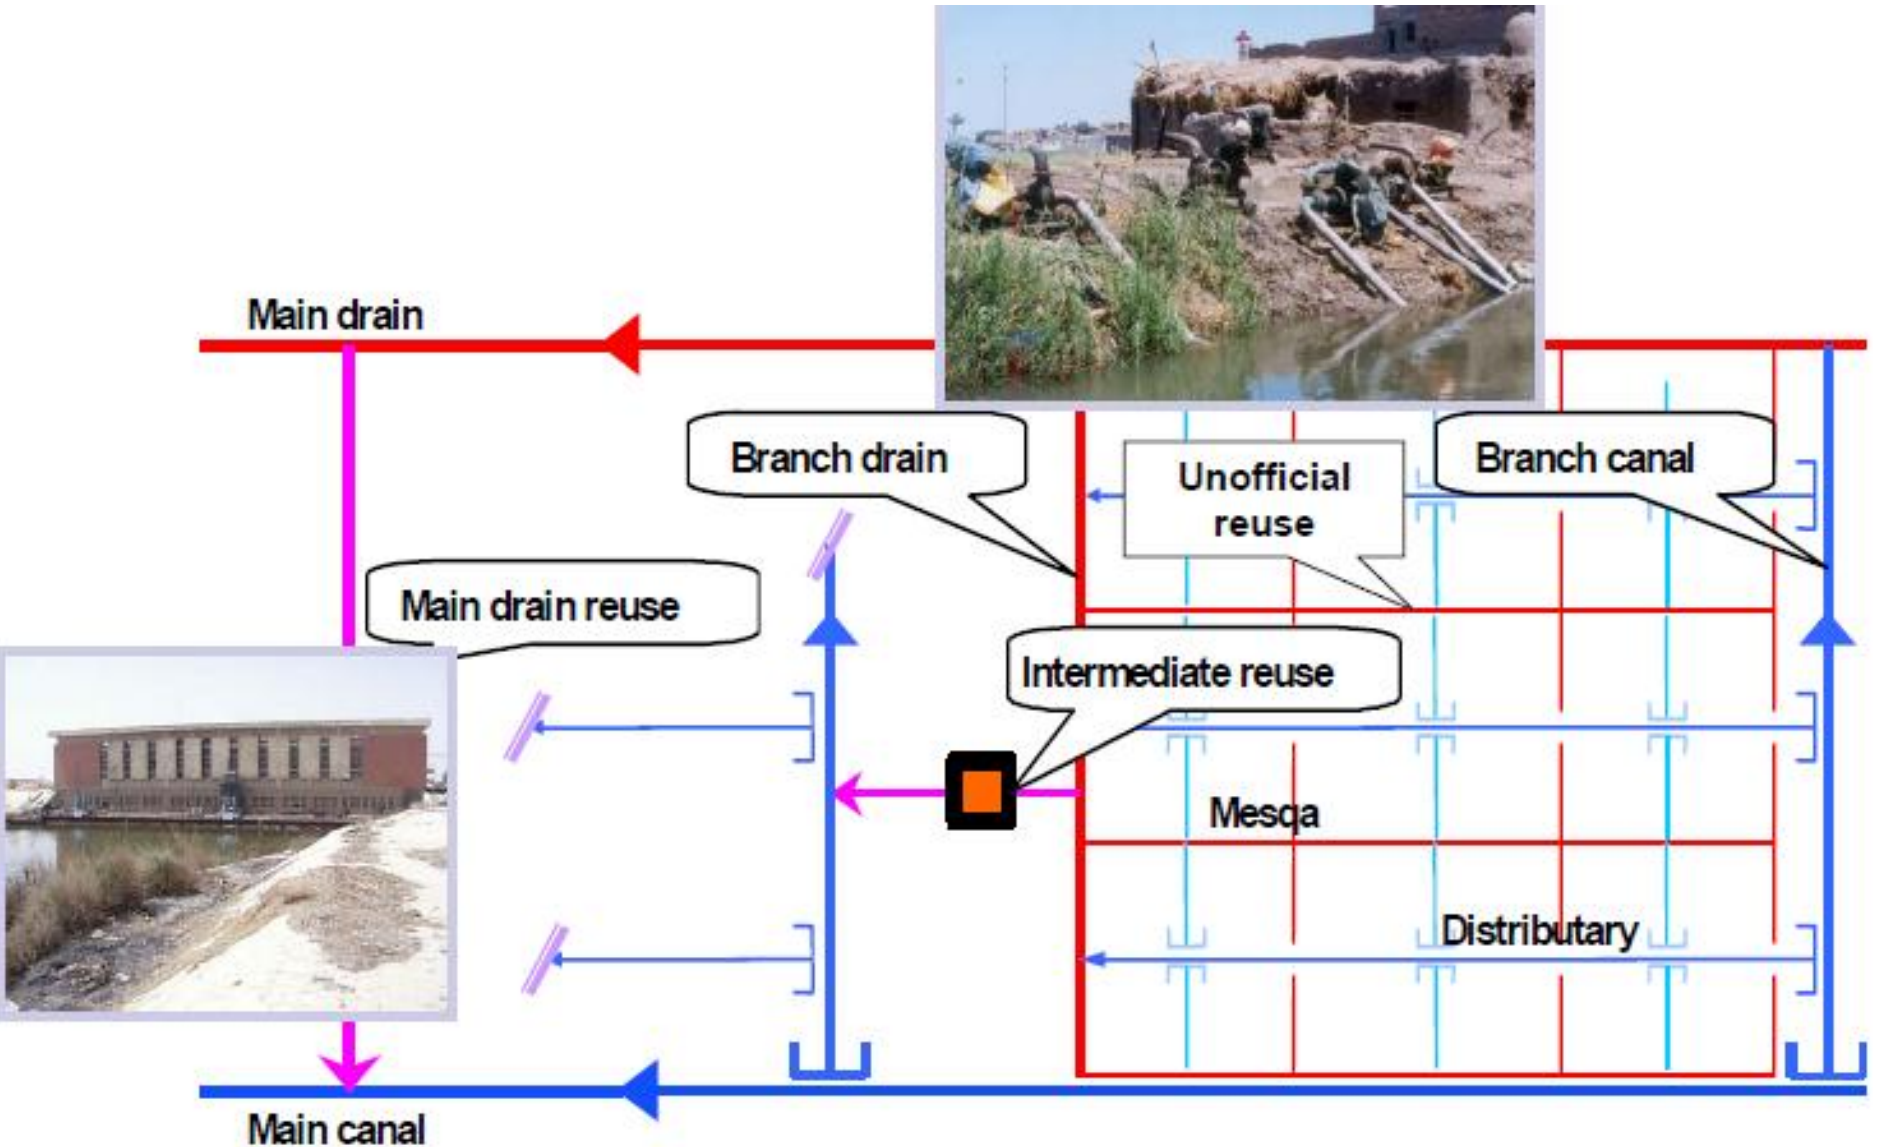 Main drain
Branch drain
Unofficial
reuse
Branch canal
Main drain reuse
Intermediate reuse
Mesqa
Distributary
Main canal